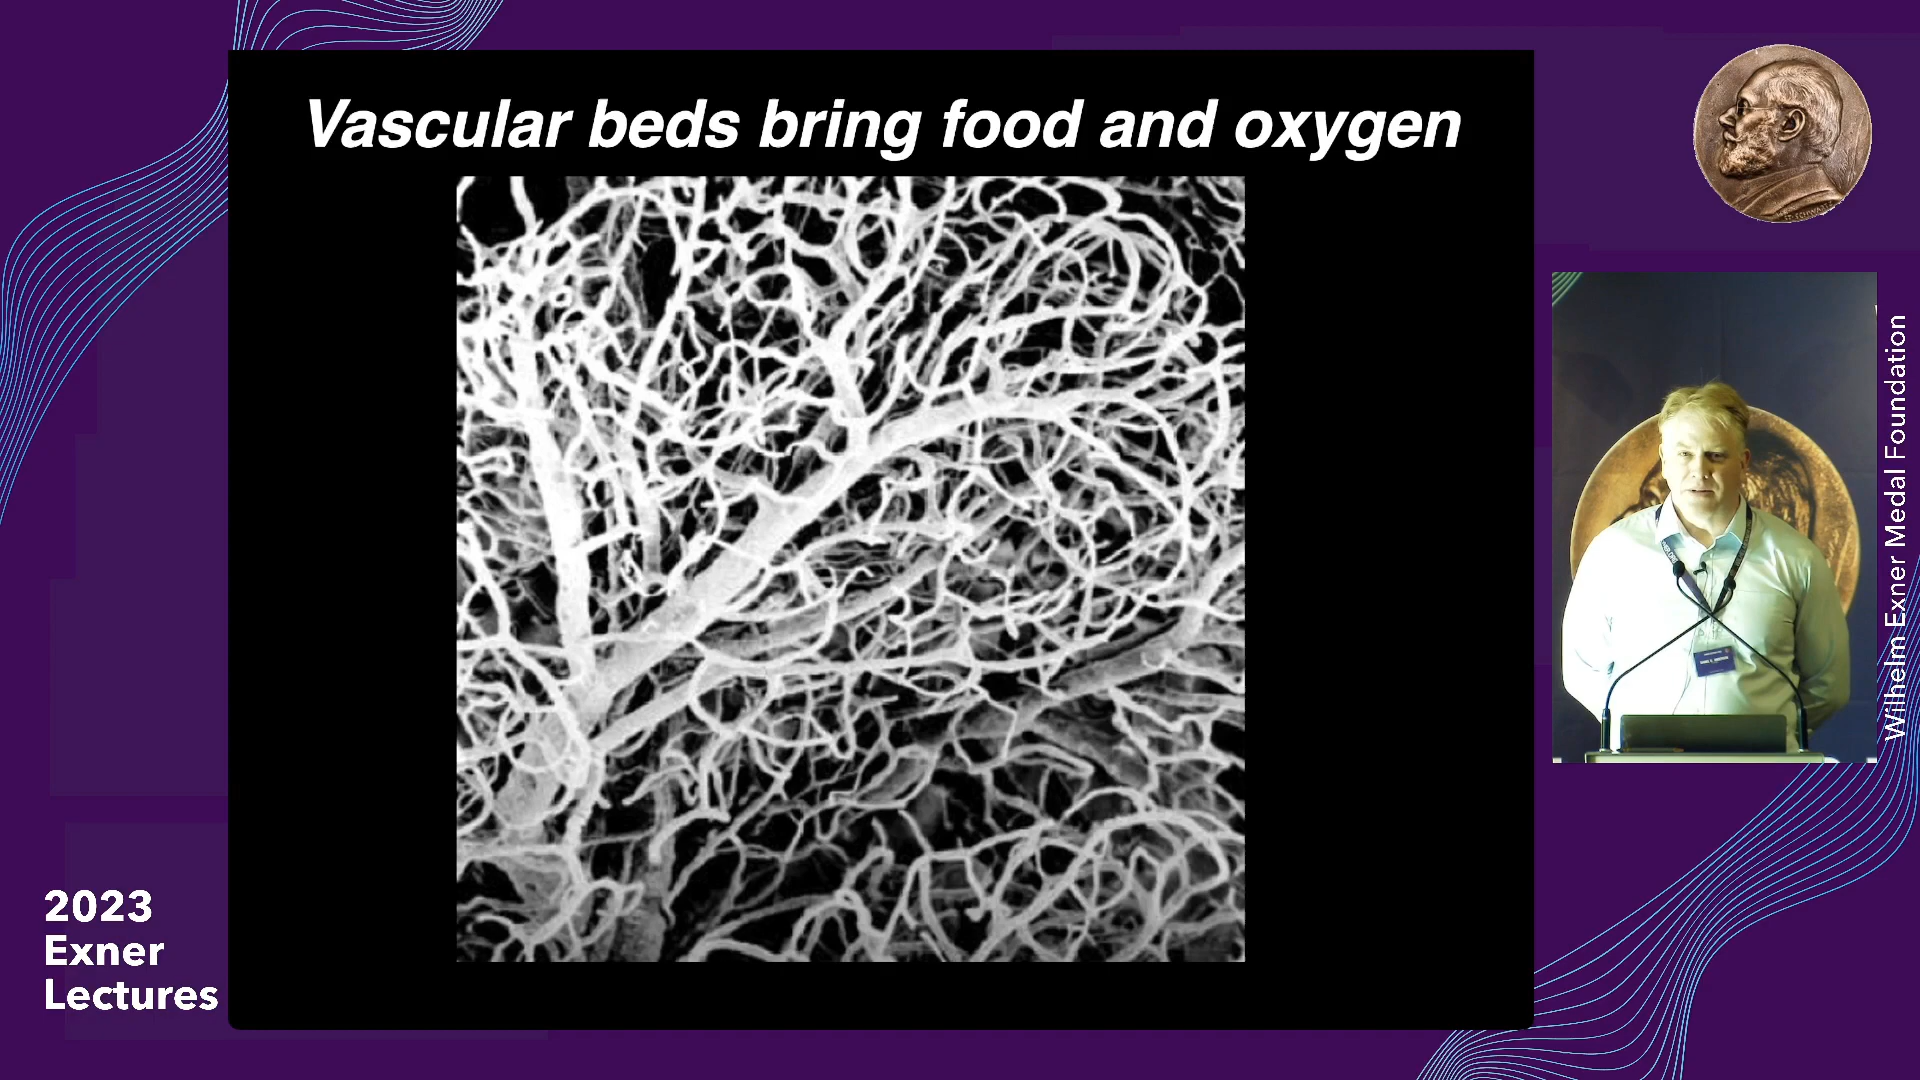 Vascular beds bring food and oxygen
Wilhelm Exner Medal Foundation
2023
Exner
Lectures